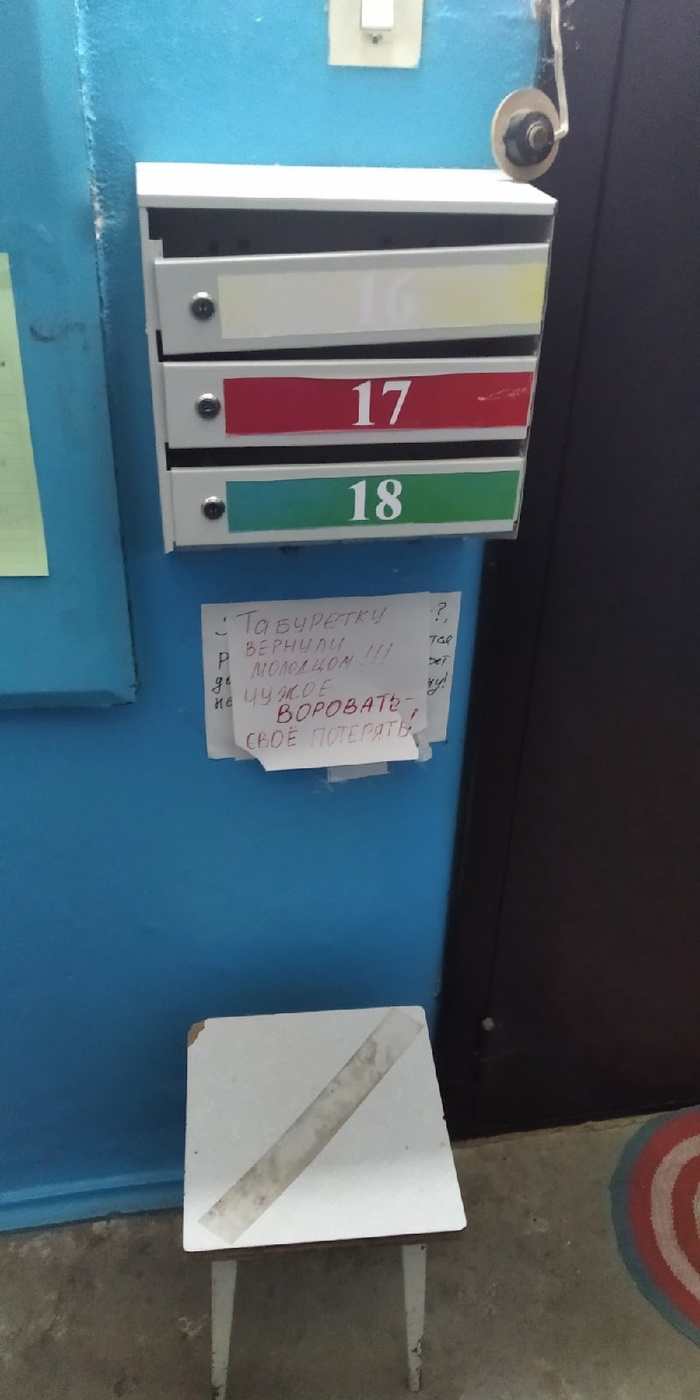 16
17
18
ТАБУРЕТКУ
ВЕРНУЛИ
МОЛОДЦОМ!!!
ЧУЖОЕ
ВОРОВАТЬ-
СВОЁ ПОТЕРЯТЬ!